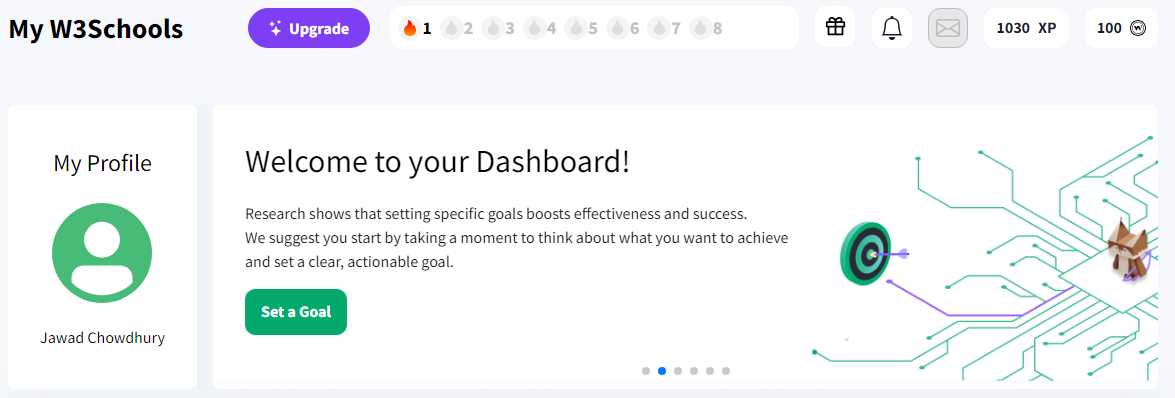 My W3Schools
Upgrade
1 2 3 4 5 6 7 8
1030 XP
100
My Profile
Jawad Chowdhury
Welcome to your Dashboard!
Research shows that setting specific goals boosts effectiveness and success.
We suggest you start by taking a moment to think about what you want to achieve
and set a clear, actionable goal.
Set a Goal